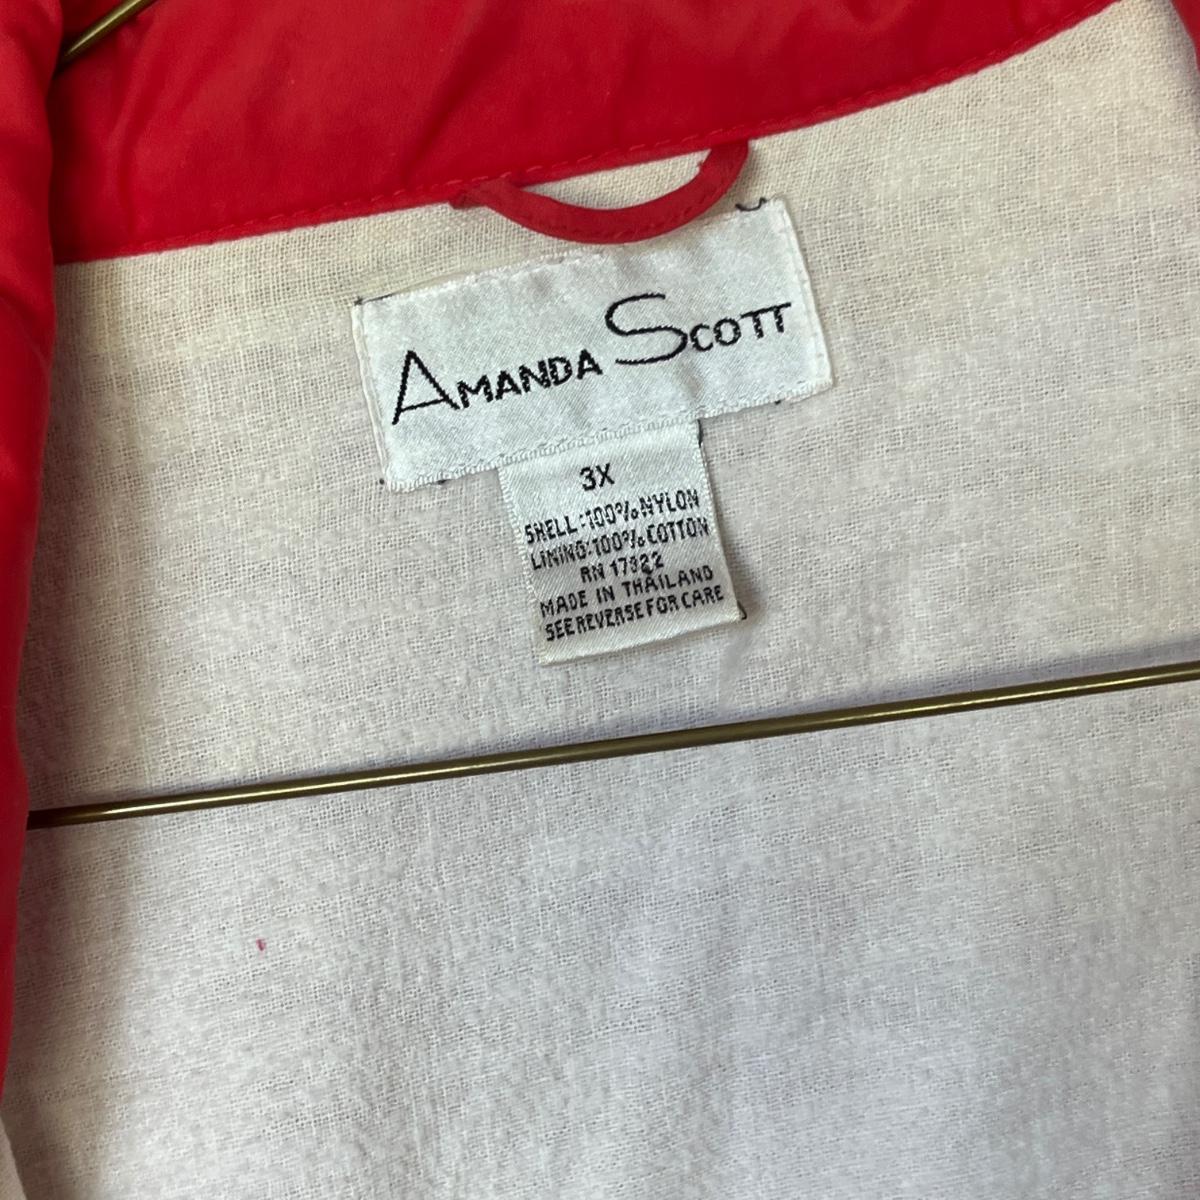 AMANDA SCOTT
3X
SHELL:100%NYLON
LINING:100%COTTON
RN 17322
MADE IN THAILAND
SEE REVERSE FOR CARE